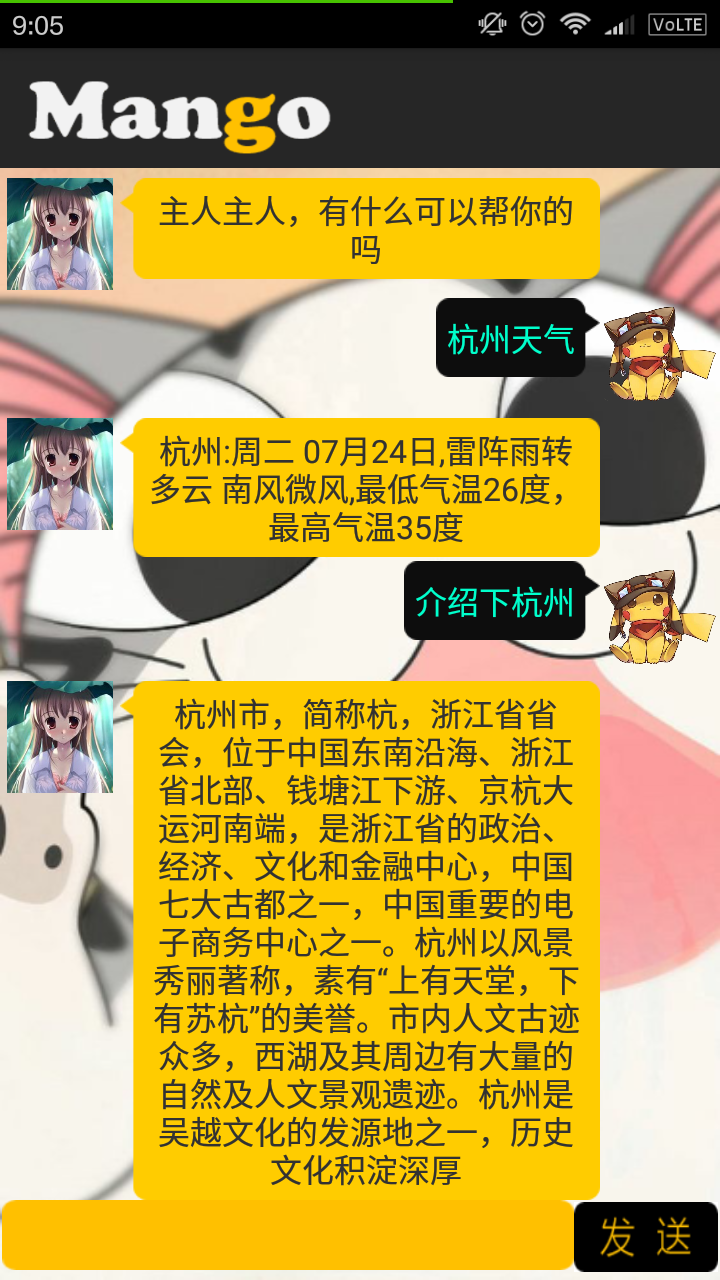 9:05
VoLTE
Mango
主人主人，有什么可以帮你的
吗
杭州天气
杭州:周二 07月24日,雷阵雨转
多云 南风微风,最低气温26度，
最高气温35度
介绍下杭州
杭州市，简称杭，浙江省省
会，位于中国东南沿海、浙江
省北部、钱塘江下游、京杭大
运河南端，是浙江省的政治、
经济、文化和金融中心，中国
七大古都之一，中国重要的电
子商务中心之一。杭州以风景
秀丽著称，素有“上有天堂，下
有苏杭”的美誉。市内人文古迹
众多，西湖及其周边有大量的
自然及人文景观遗迹。杭州是
吴越文化的发源地之一，历史
文化积淀深厚
发 送